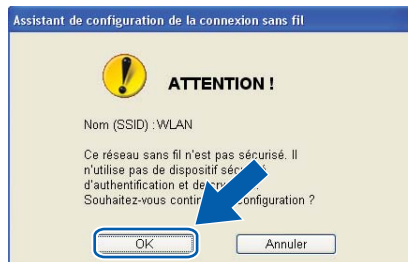 Assistant de configuration de la connexion sans fil
ATTENTION !
Nom (SSID) : WLAN
Ce réseau sans fil n'est pas sécurisé. Il
n'utilise pas de dispositif
d'authentification et de
Souhaitez-vous configuration ?
OK
Annuler